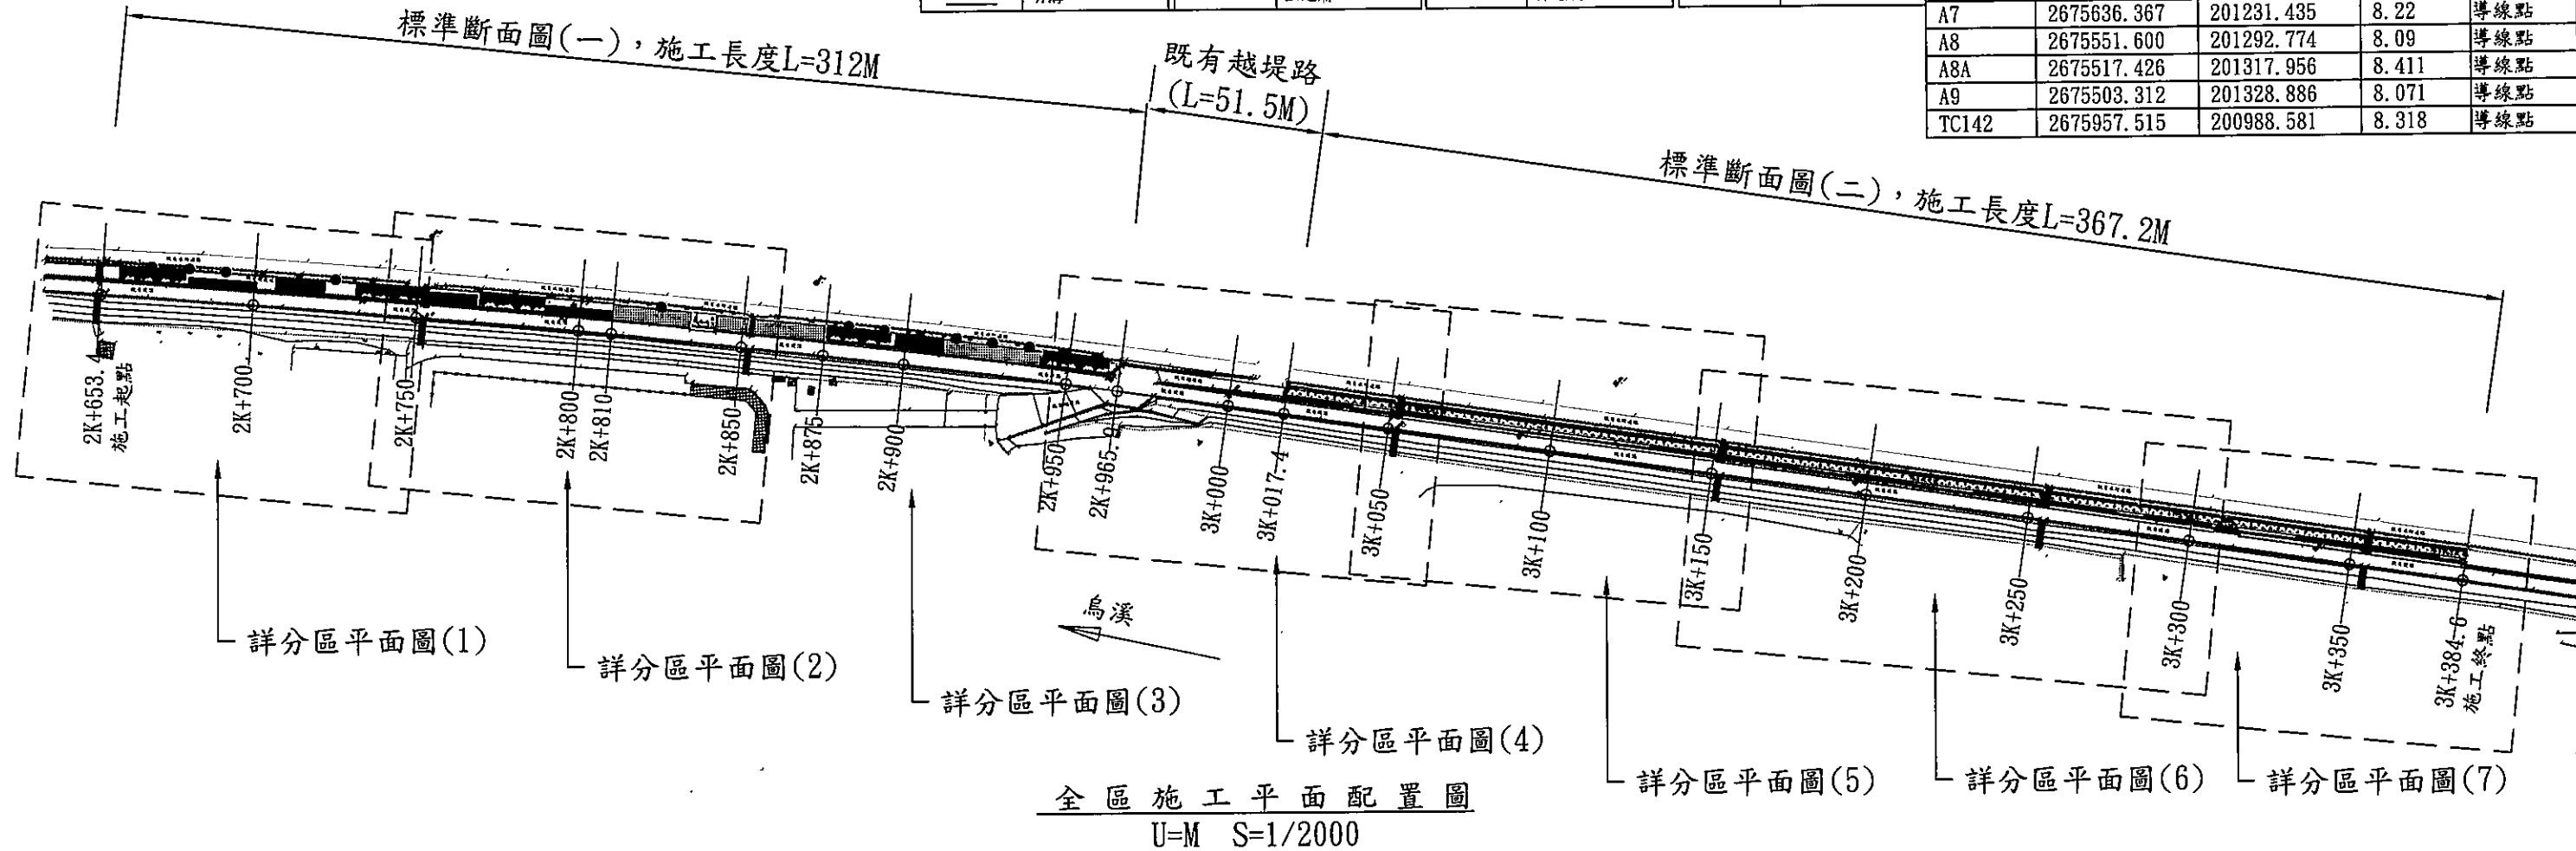 A7 2675636.367 201231.435 8.22 導線點
A8 2675551.600 201292.774 8.09 導線點
A8A 2675517.426 201317.956 8.411 導線點
A9 2675503.312 201328.886 8.071 導線點
TC142 2675957.515 200988.581 8.318 導線點
標準斷面圖(一)，施工長度L=312M
既有越堤路
(L=51.5M)
標準斷面圖(二)，施工長度L=367.2M
2K+653.4
施工起點
2K+700
2K+750
2K+800
2K+810
2K+850
2K+875
2K+900
2K+950
2K+965.9
3K+000
3K+017.4
3K+050
3K+100
3K+150
3K+200
3K+250
3K+300
3K+350
3K+384.6
施工終點
烏溪
詳分區平面圖(1)
詳分區平面圖(2)
詳分區平面圖(3)
詳分區平面圖(4)
詳分區平面圖(5)
詳分區平面圖(6)
詳分區平面圖(7)
全區施工平面配置圖
U=M S=1/2000